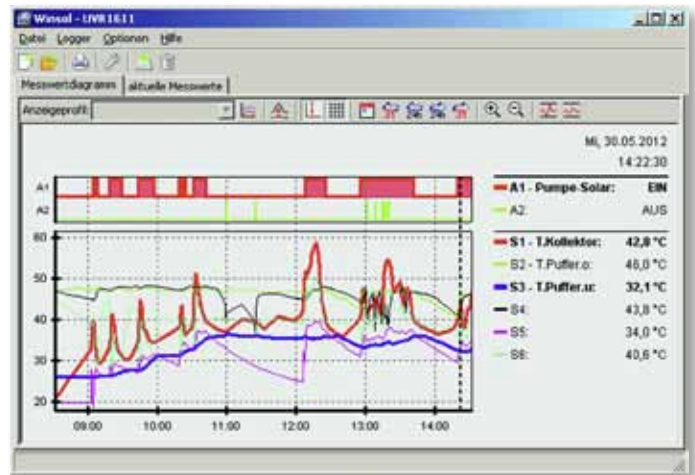 Winsol - UVR1611
Datei Logger Optionen Hilfe
Messwertdiagramm aktuelle Messwerte
Anzeigeprofil:
Mi, 30.05.2012
14:22:30
A1
A1 - Pumpe-Solar: EIN
A2
A2: AUS
60
S1 - T.Kollektor: 42,8 °C
50
S2 - T.Puffer.o: 46,0 °C
S3 - T.Puffer.u: 32,1 °C
40
S4: 43,8 °C
S5: 34,0 °C
30
S6: 40,6 °C
20
09:00 10:00 11:00 12:00 13:00 14:00